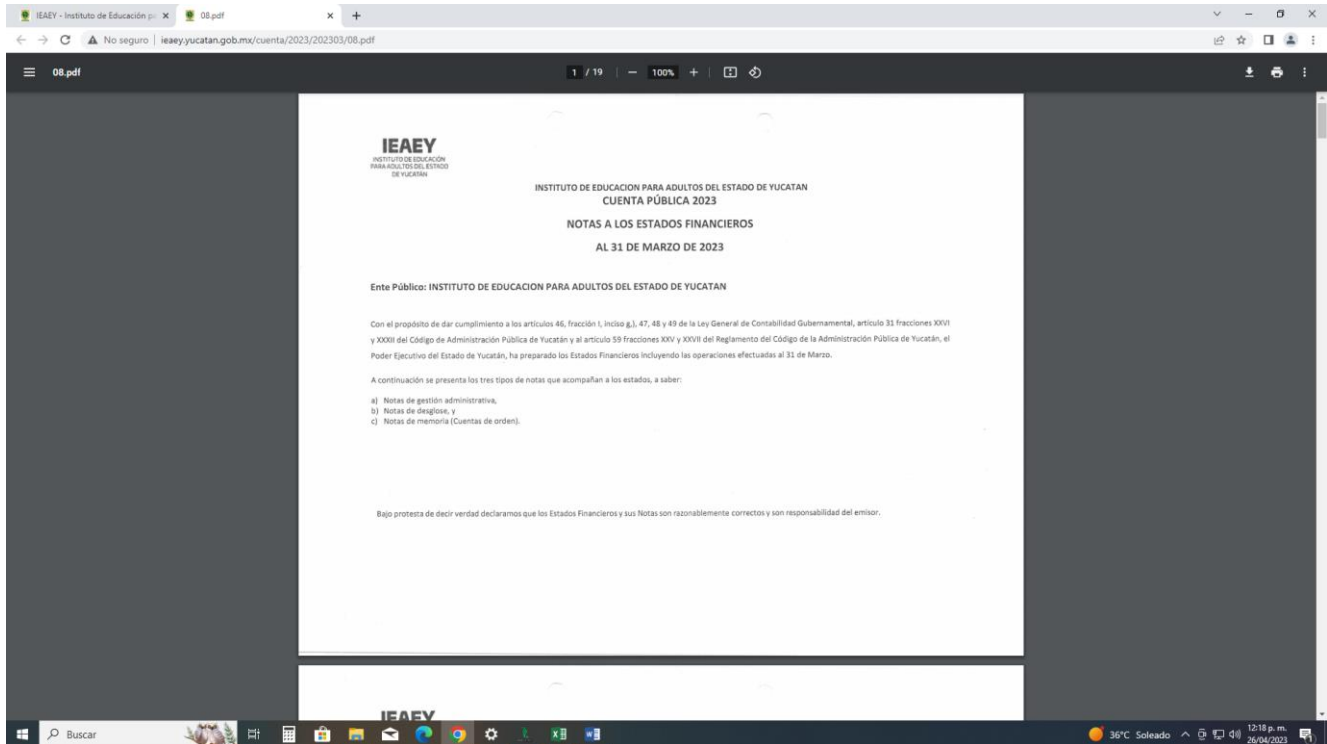 IEAEY - Instituto de Educación p
08.pdf
No seguro | ieaey.yucatan.gob.mx/cuenta/2023/202303/08.pdf
08.pdf
1 / 19
100%
IEAEY
INSTITUTO DE EDUCACIÓN
PARA ADULTOS DEL ESTADO
DE YUCATÁN
INSTITUTO DE EDUCACION PARA ADULTOS DEL ESTADO DE YUCATAN
CUENTA PÚBLICA 2023
NOTAS A LOS ESTADOS FINANCIEROS
AL 31 DE MARZO DE 2023
Ente Público: INSTITUTO DE EDUCACION PARA ADULTOS DEL ESTADO DE YUCATAN
Con el propósito de dar cumplimiento a los artículos 46, fracción I, inciso g,), 47, 48 y 49 de la Ley General de Contabilidad Gubernamental, artículo 31 fracciones XXVI
y XXXII del Código de Administración Pública de Yucatán y al artículo 59 fracciones XXV y XXVII del Reglamento del Código de la Administración Pública de Yucatán, el
Poder Ejecutivo del Estado de Yucatán, ha preparado los Estados Financieros incluyendo las operaciones efectuadas al 31 de Marzo.
A continuación se presenta los tres tipos de notas que acompañan a los estados, a saber:
a) Notas de gestión administrativa,
b) Notas de desglose, y
c) Notas de memoria (Cuentas de orden).
Bajo protesta de decir verdad declaramos que los Estados Financieros y sus Notas son razonablemente correctos y son responsabilidad del emisor.
IEAEY
Buscar
36°C Soleado
12:18 p. m.
26/04/2023